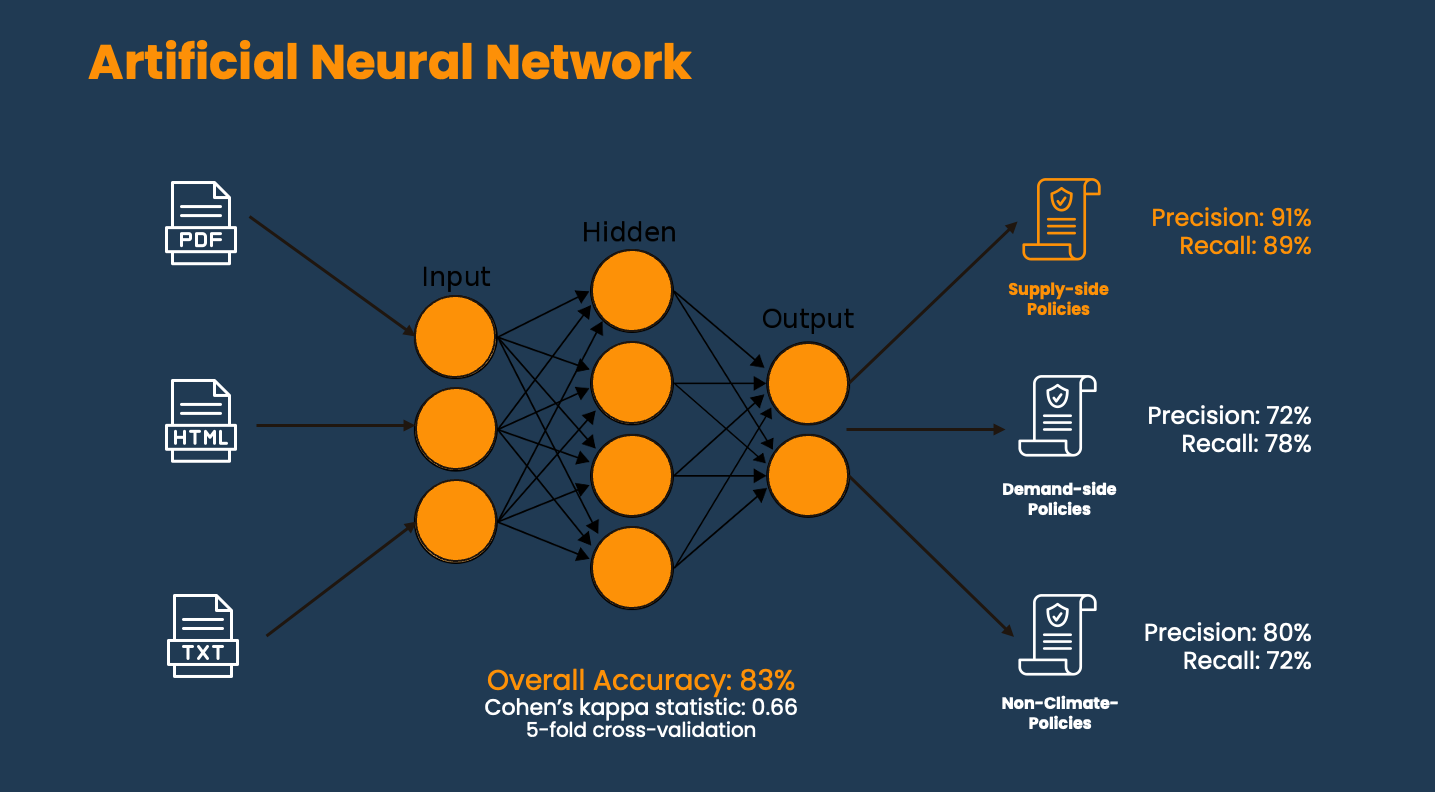 Artificial Neural Network
PDF
HTML
TXT
Input
Hidden
Output
Supply-side
Policies
Precision: 91%
Recall: 89%
Demand-side
Policies
Precision: 72%
Recall: 78%
Non-Climate-
Policies
Precision: 80%
Recall: 72%
Overall Accuracy: 83%
Cohen’s kappa statistic: 0.66
5-fold cross-validation